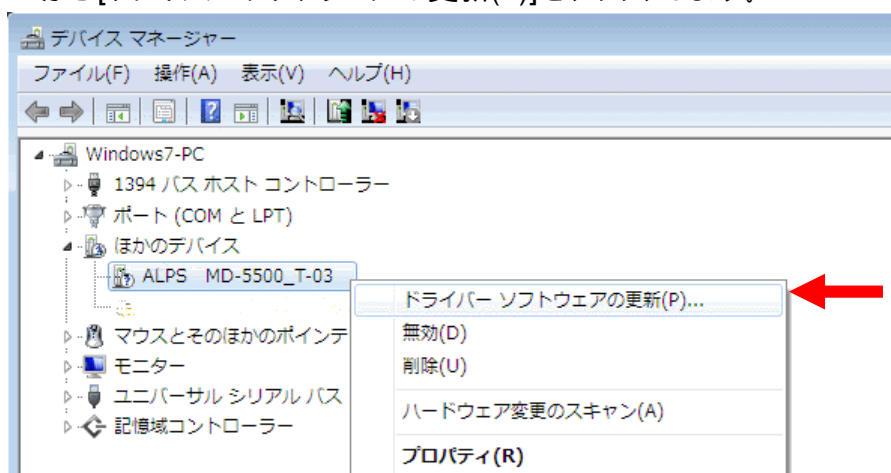 デバイス マネージャー
ファイル(F) 操作(A) 表示(V) ヘルプ(H)
Windows7-PC
1394 バス ホスト コントローラー
ポート (COM と LPT)
ほかのデバイス
ALPS MD-5500_T-03
ドライバー ソフトウェアの更新(P)...
マウスとそのほかのポインテ
無効(D)
モニター
削除(U)
ユニバーサル シリアル バス
ハードウェア変更のスキャン(A)
記憶域コントローラー
プロパティ(R)